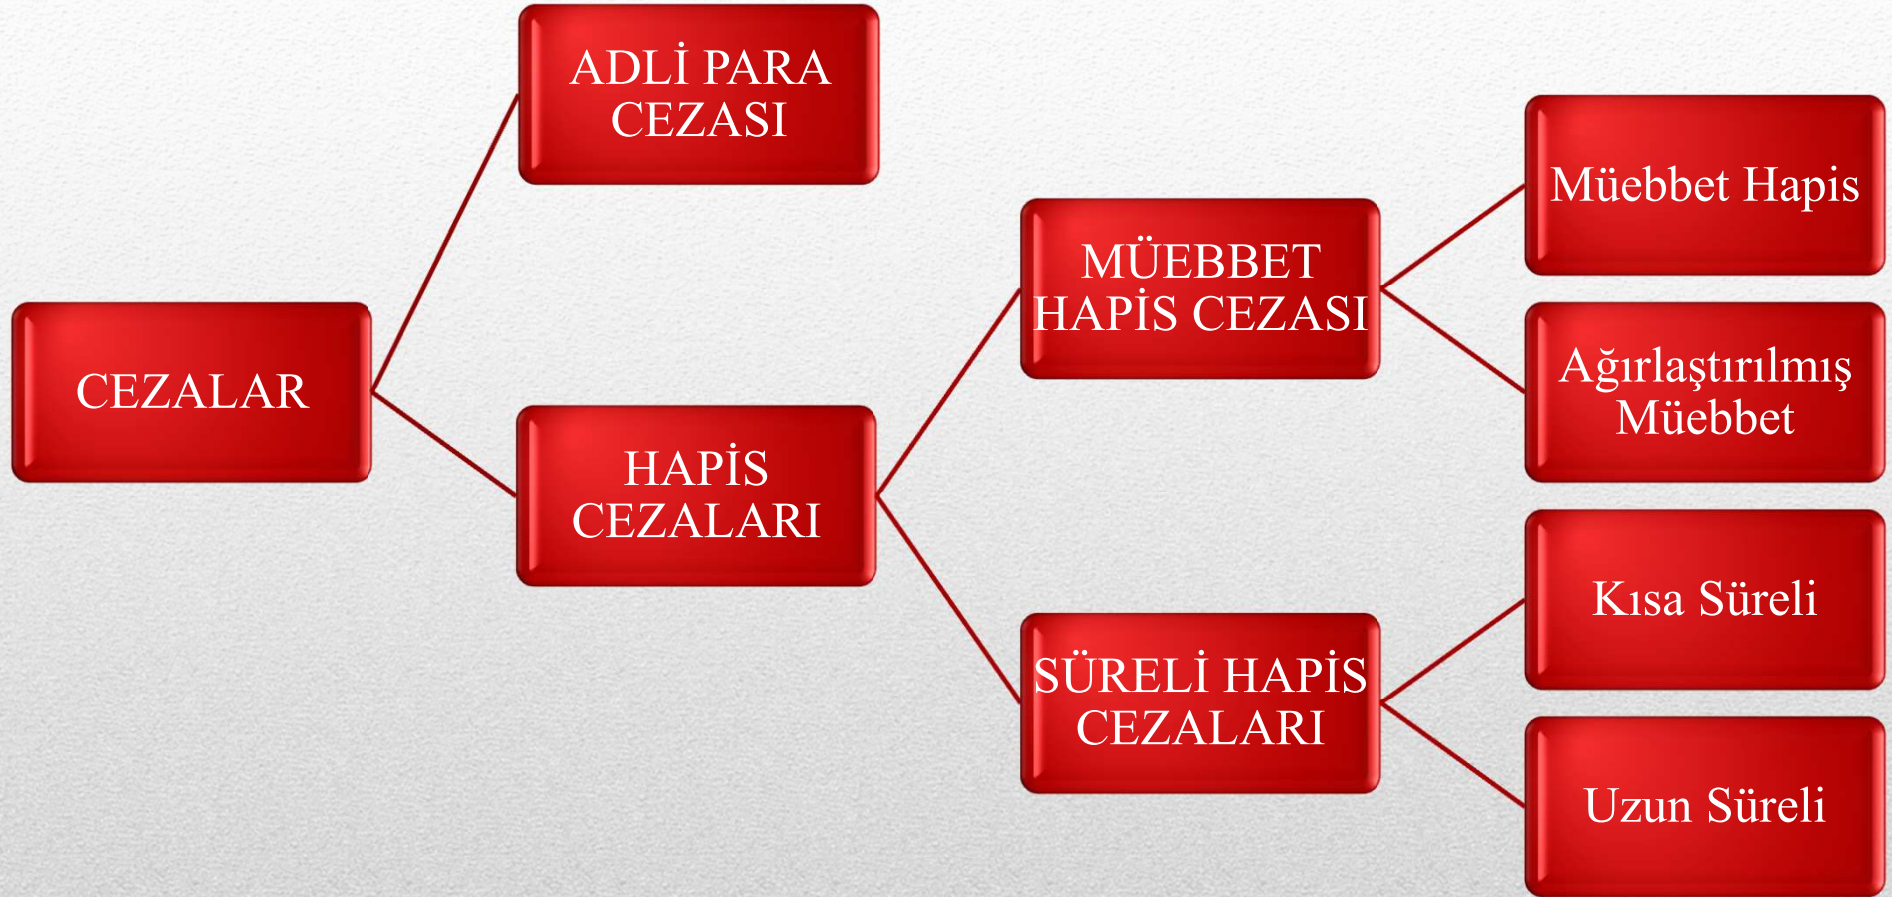 CEZALAR
ADLİ PARA
CEZASI
HAPİS
CEZALARI
MÜEBBET
HAPİS CEZASI
SÜRELİ HAPİS
CEZALARI
Müebbet Hapis
Ağırlaştırılmış
Müebbet
Kısa Süreli
Uzun Süreli